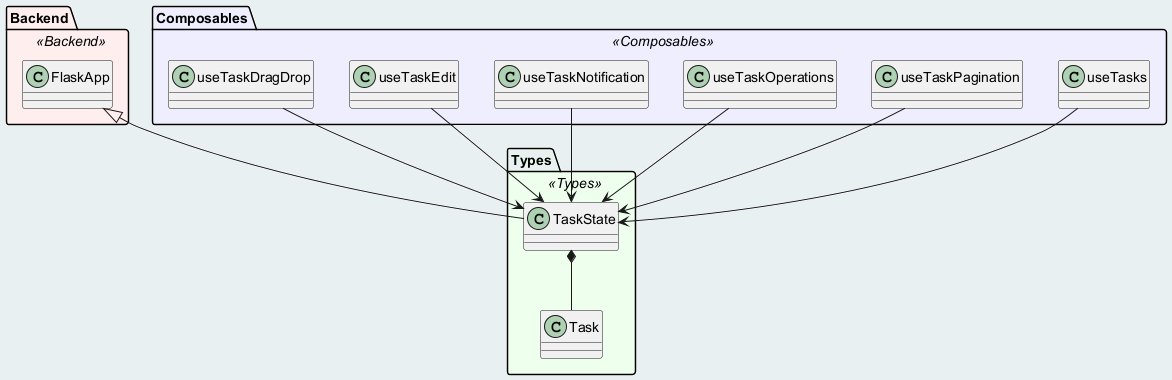 Backend
«Backend»
C FlaskApp
Composables
«Composables»
C useTaskDragDrop
C useTaskEdit
C useTaskNotification
C useTaskOperations
C useTaskPagination
C useTasks
Types
«Types»
C TaskState
C Task